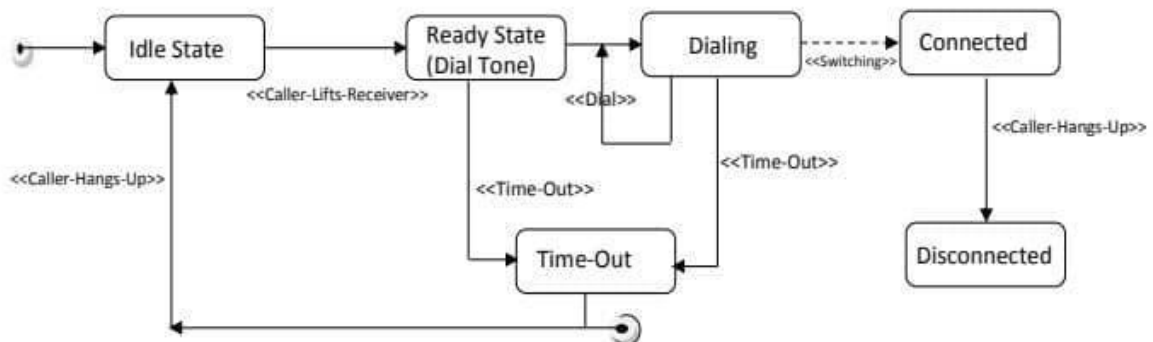 Idle State
Ready State
(Dial Tone)
Dialing
Connected
<<Switching>>
<<Caller-Lifts-Receiver>>
<<Dial>>
<<Caller-Hangs-Up>>
<<Time-Out>>
<<Caller-Hangs-Up>>
<<Time-Out>>
Time-Out
Disconnected